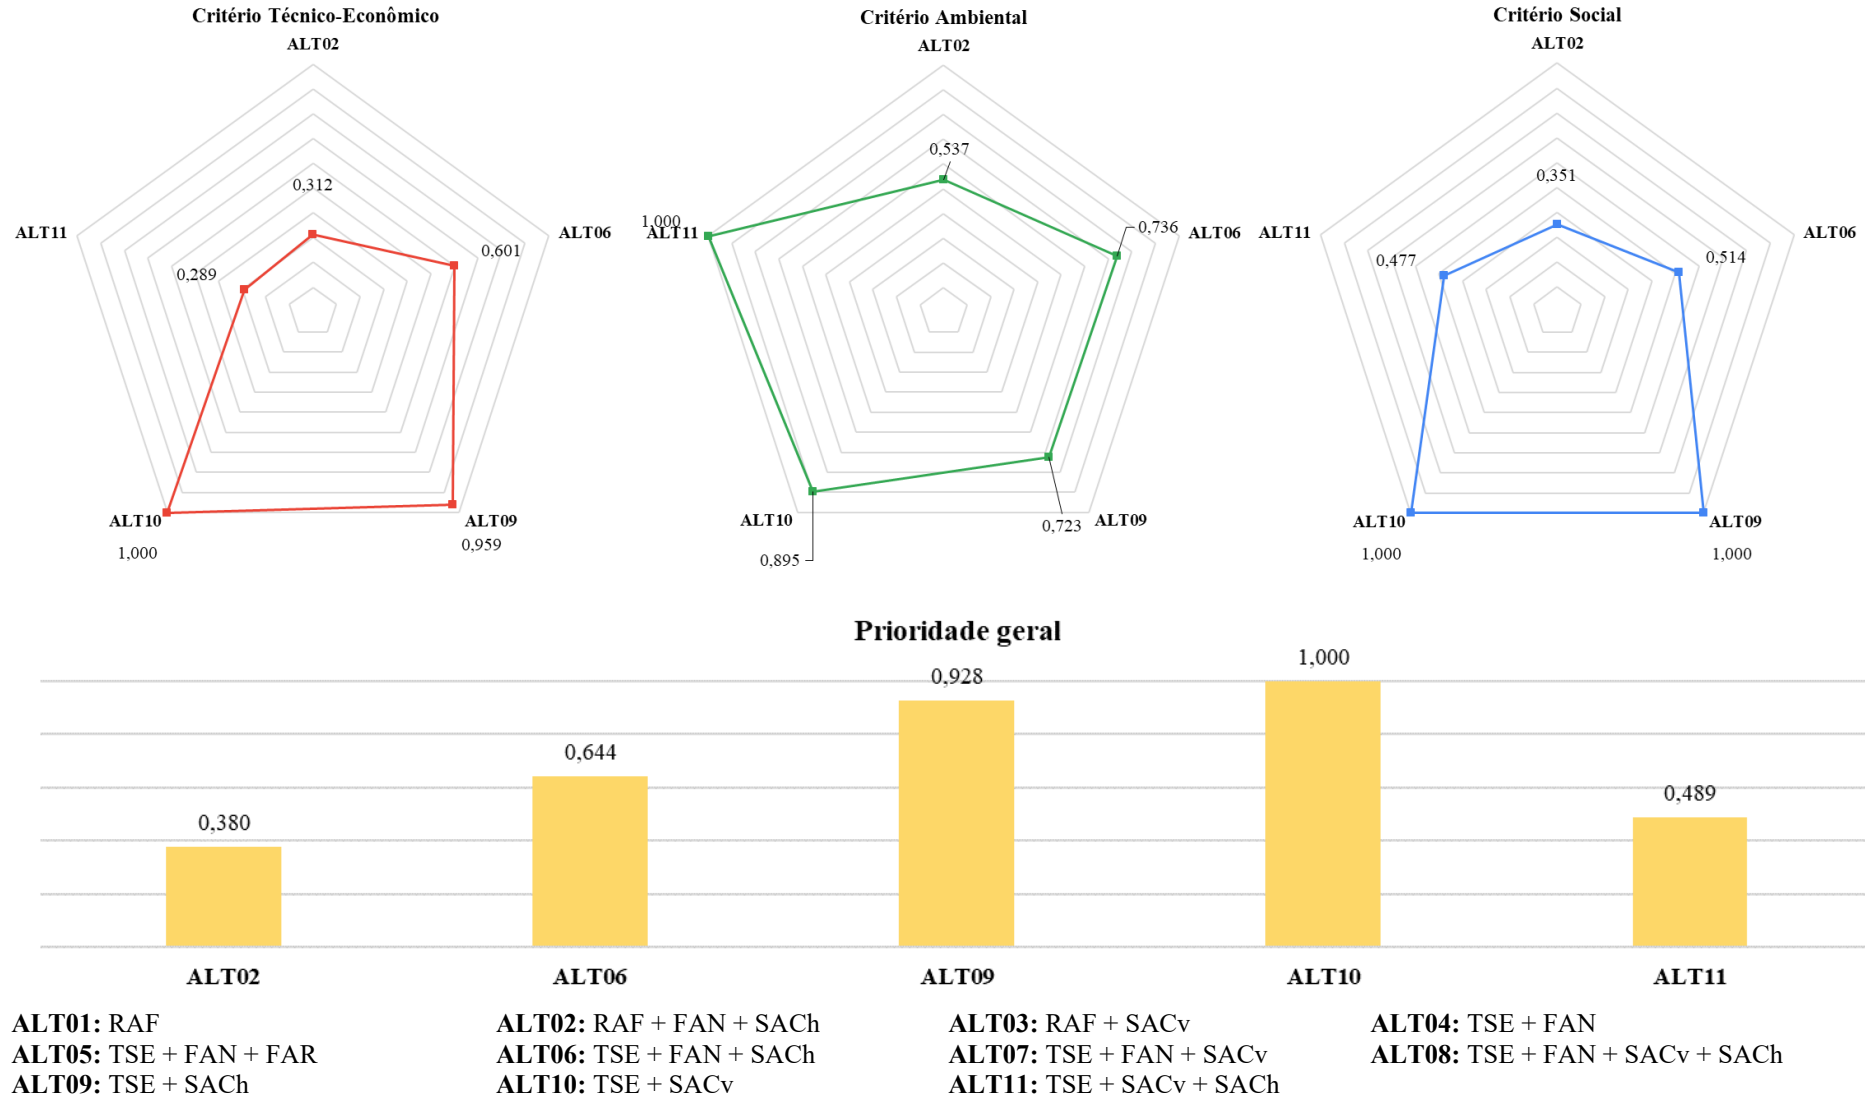 Critério Técnico-Econômico
ALT02
0,312
ALT11
ALT06
0,601
0,289
ALT10
ALT09
1,000
0,959
Critério Ambiental
ALT02
0,537
1,000
ALT11
0,736
ALT06
ALT10
0,723
ALT09
0,895
Critério Social
ALT02
0,351
ALT11
ALT06
0,477
0,514
ALT10
ALT09
1,000
1,000
Prioridade geral
0,380
0,644
0,928
1,000
0,489
ALT02
ALT06
ALT09
ALT10
ALT11
ALT01: RAF
ALT02: RAF + FAN + SACh
ALT03: RAF + SACv
ALT04: TSE + FAN
ALT05: TSE + FAN + FAR
ALT06: TSE + FAN + SACh
ALT07: TSE + FAN + SACv
ALT08: TSE + FAN + SACv + SACh
ALT09: TSE + SACh
ALT10: TSE + SACv
ALT11: TSE + SACv + SACh